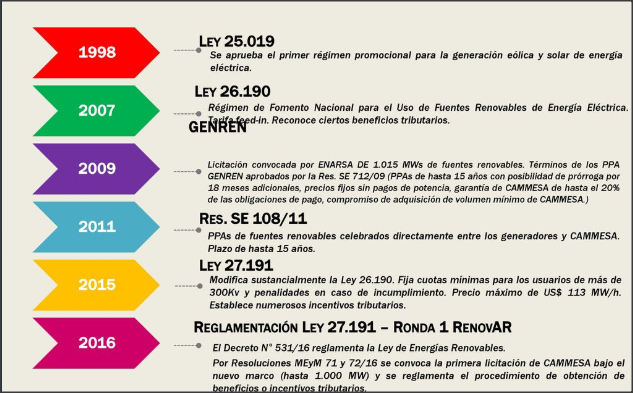 1998
LEY 25.019
Se aprueba el primer régimen promocional para la generación eólica y solar de energía
eléctrica.
2007
LEY 26.190
Régimen de Fomento Nacional para el Uso de Fuentes Renovables de Energía Eléctrica.
Tarifa feed-in. Reconoce ciertos beneficios tributarios.
GENREN
2009
Licitación convocada por ENARSA DE 1.015 MWs de fuentes renovables. Términos de los PPA
GENREN aprobados por la Res. SE 712/09 (PPAs de hasta 15 años con posibilidad de prórroga por
18 meses adicionales, precios fijos sin pagos de potencia, garantía de CAMMESA de hasta el 20%
de las obligaciones de pago, compromiso de adquisición de volumen mínimo de CAMMESA.)
2011
RES. SE 108/11
PPAs de fuentes renovables celebrados directamente entre los generadores y CAMMESA.
Plazo de hasta 15 años.
2015
LEY 27.191
Modifica sustancialmente la Ley 26.190. Fija cuotas mínimas para los usuarios de más de
300Kv y penalidades en caso de incumplimiento. Precio máximo de US$ 113 MW/h.
Establece numerosos incentivos tributarios.
2016
REGLAMENTACIÓN LEY 27.191 – RONDA 1 RENOVAR
El Decreto N° 531/16 reglamenta la Ley de Energías Renovables.
Por Resoluciones MEyM 71 y 72/16 se convoca la primera licitación de CAMMESA bajo el
nuevo marco (hasta 1.000 MW) y se reglamenta el procedimiento de obtención de
beneficios o incentivos tributarios.